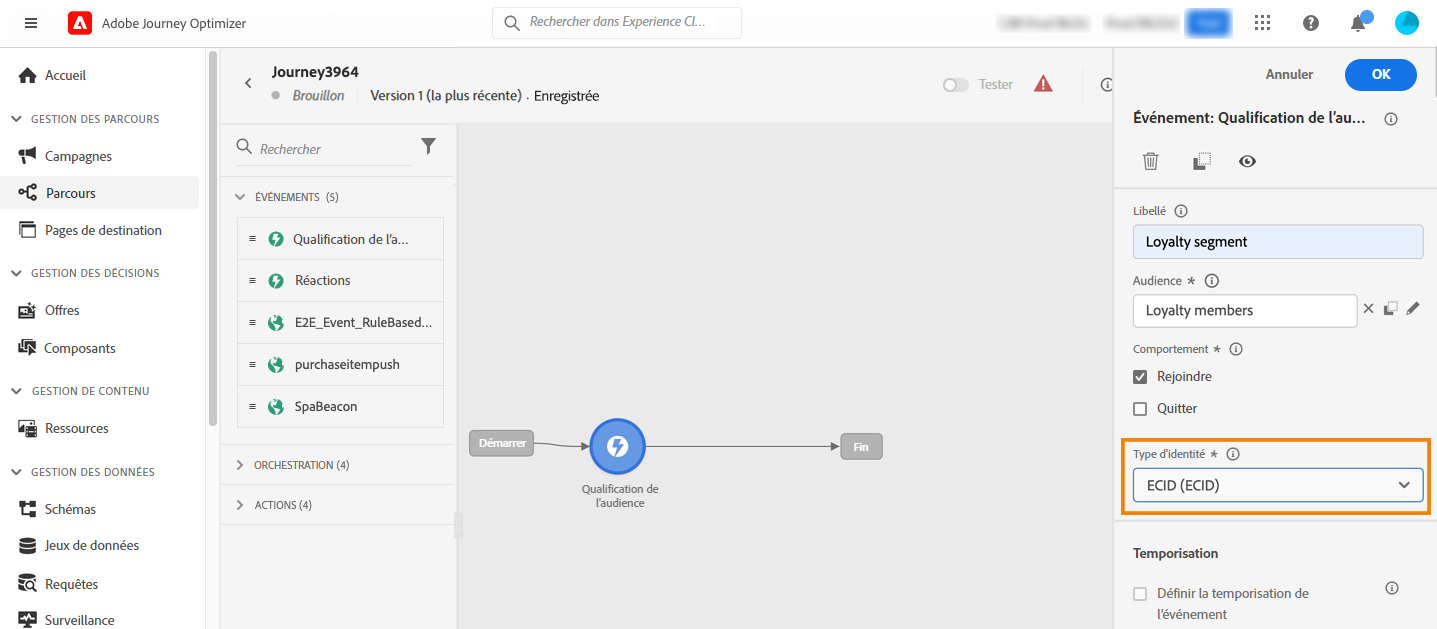 Adobe Journey Optimizer
Rechercher dans Experience Cl...
Accueil
GESTION DES PARCOURS
Campagnes
Parcours
Pages de destination
GESTION DES DÉCISIONS
Offres
Composants
GESTION DE CONTENU
Ressources
GESTION DES DONNÉES
Schémas
Jeux de données
Requêtes
Surveillance
Journey3964
Brouillon
Version 1 (la plus récente) . Enregistrée
Tester
Rechercher
ÉVÉNEMENTS (5)
Qualification de l'a...
Réactions
E2E_Event_RuleBased...
purchaseitempush
SpaBeacon
ORCHESTRATION (4)
ACTIONS (4)
Démarrer
Qualification de
l'audience
Fin
Annuler
OK
Événement: Qualification de l'au...
Libellé
Loyalty segment
Audience *
Loyalty members
Comportement *
Rejoindre
Quitter
Type d'identité *
ECID (ECID)
Temporisation
Définir la temporisation de
l'événement